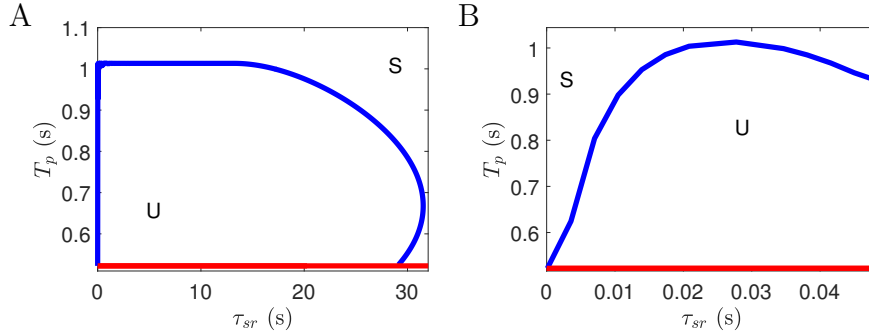 A
1.1
1
0.9
0.8
0.7
0.6
T_p (s)
S
U
0 10 20 30
τ_sr (s)
B
1
0.9
0.8
0.7
0.6
T_p (s)
S
U
0 0.01 0.02 0.03 0.04
τ_sr (s)